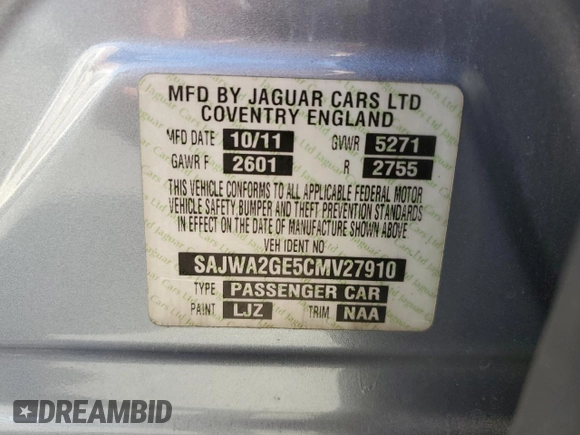 MFD BY JAGUAR CARS LTD
COVENTRY ENGLAND
MFD DATE 10/11 GVWR 5271
GAWR F 2601 R 2755
THIS VEHICLE CONFORMS TO ALL APPLICABLE FEDERAL MOTOR
VEHICLE SAFETY, BUMPER AND THEFT PREVENTION STANDARDS
IN EFFECT ON THE DATE OF MANUFACTURE SHOWN ABOVE
VEH IDENT NO
SAJWA2GE5CMV27910
TYPE PASSENGER CAR
PAINT LJZ TRIM NAA
DREAMBID